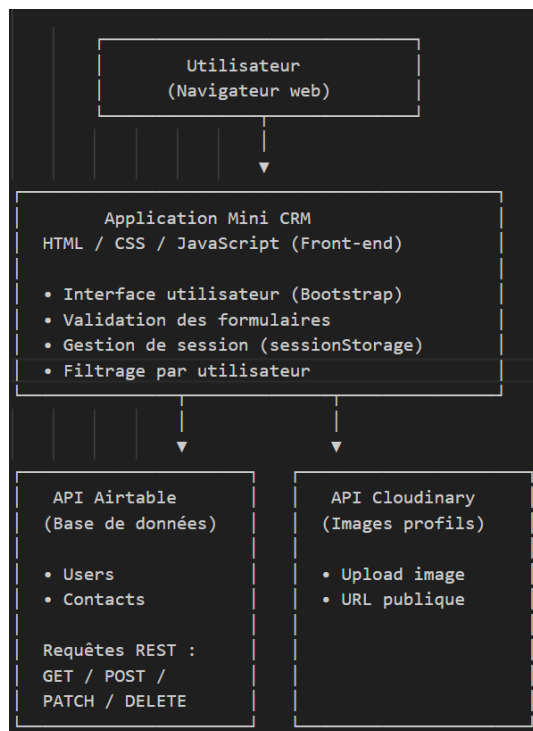 Utilisateur
(Navigateur web)
Application Mini CRM
HTML / CSS / JavaScript (Front-end)
• Interface utilisateur (Bootstrap)
• Validation des formulaires
• Gestion de session (sessionStorage)
• Filtrage par utilisateur
API Airtable
(Base de données)
• Users
• Contacts
Requêtes REST :
GET / POST /
PATCH / DELETE
API Cloudinary
(Images profils)
• Upload image
• URL publique